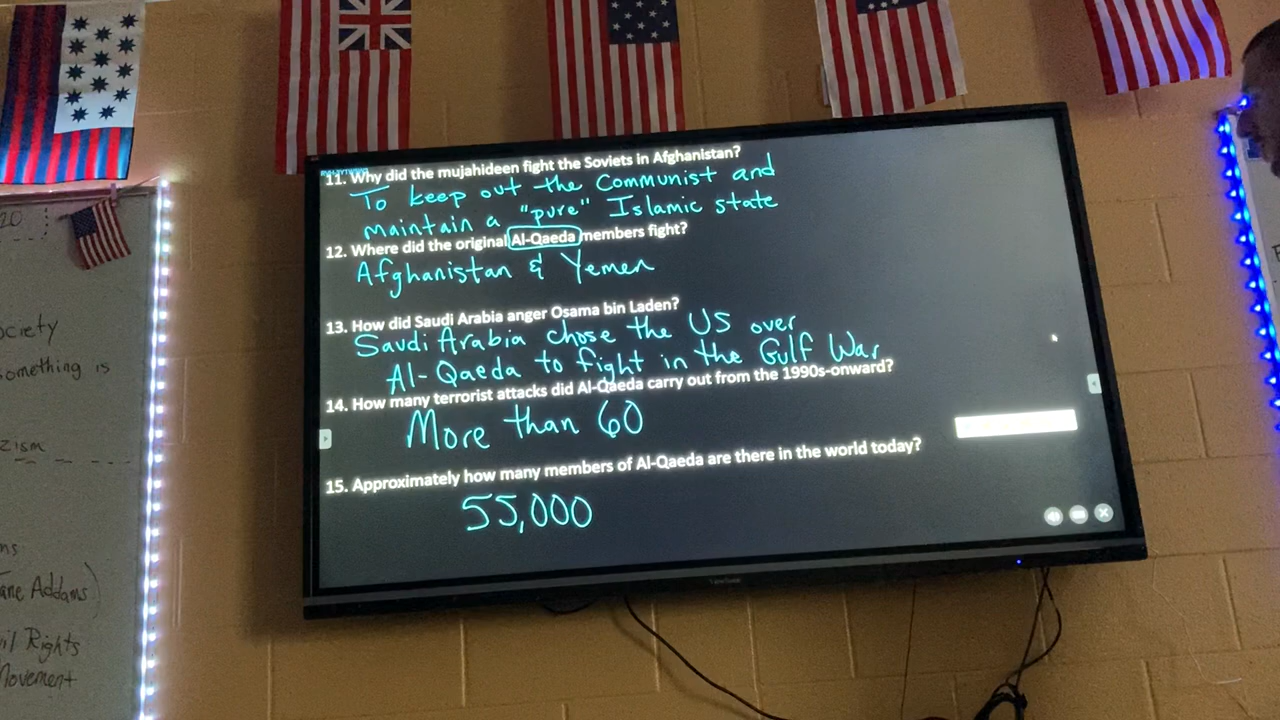 11. Why did the mujahideen fight the Soviets in Afghanistan?
To keep out the Communist and
maintain a "pure" Islamic state
12. Where did the original Al-Qaeda members fight?
Afghanistan & Yemen
13. How did Saudi Arabia anger Osama bin Laden?
Saudi Arabia chose the US over
Al-Qaeda to fight in the Gulf War
14. How many terrorist attacks did Al-Qaeda carry out from the 1990s-onward?
More than 60
15. Approximately how many members of Al-Qaeda are there in the world today?
55,000
ViewSonic
20
ociety
omething is
zism
ns
ane Addams)
il Rights
Movement